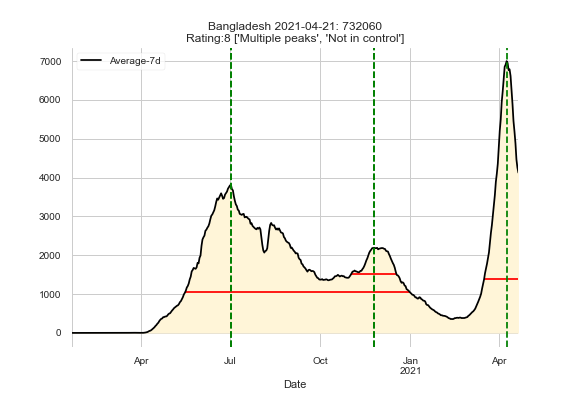 Bangladesh 2021-04-21: 732060
Rating:8 ['Multiple peaks', 'Not in control']
Average-7d
7000
6000
5000
4000
3000
2000
1000
0
Apr
Jul
Oct
Jan
2021
Apr
Date